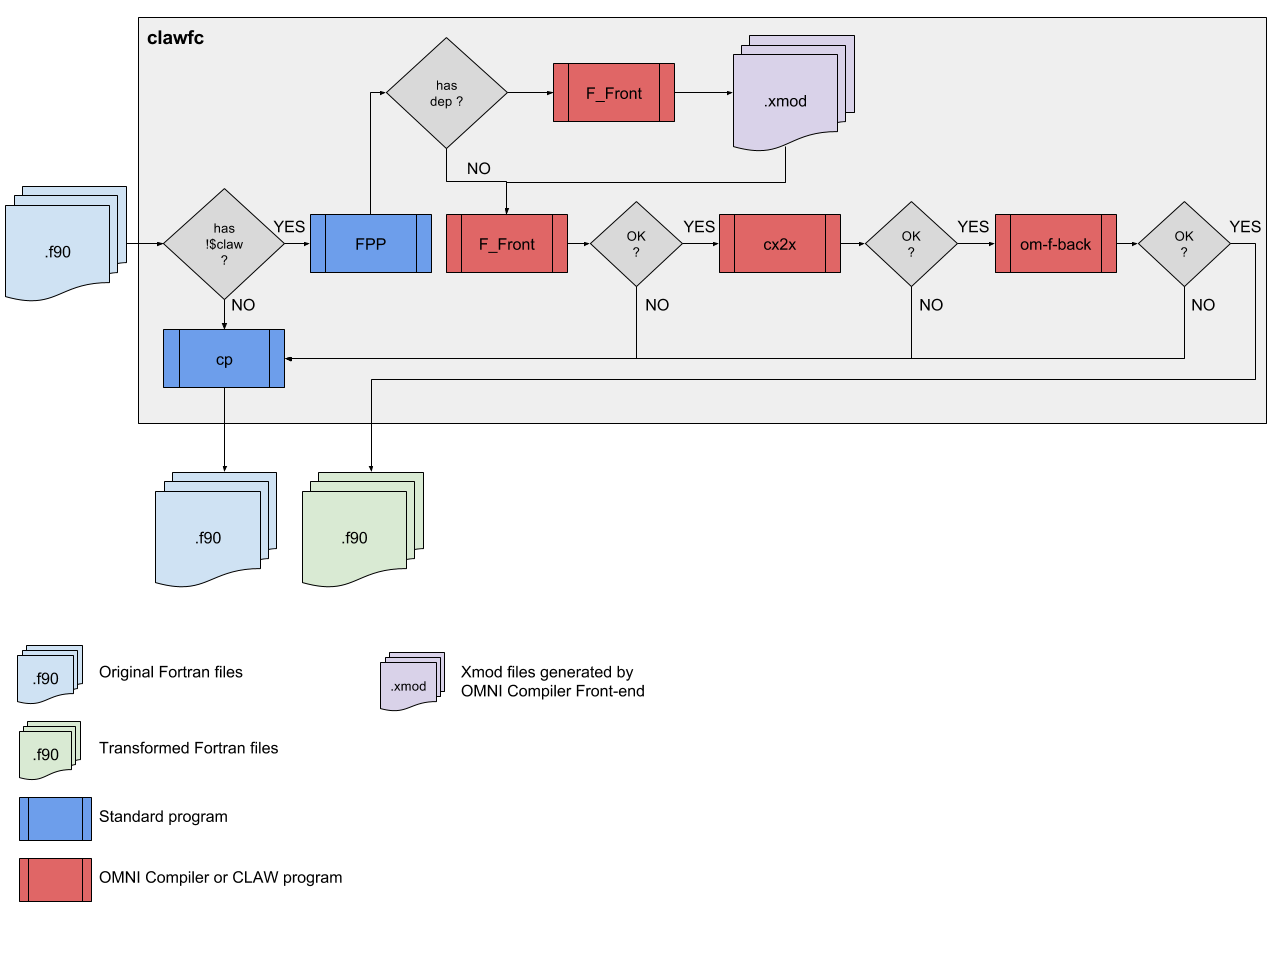 clawfc
has
dep ?
F_Front
.xmod
NO
.f90
has
!$claw
?
YES
FPP
F_Front
OK
?
YES
cx2x
OK
?
YES
om-f-back
OK
?
YES
NO
NO
NO
NO
cp
.f90
.f90
.f90
Original Fortran files
.xmod
Xmod files generated by
OMNI Compiler Front-end
.f90
Transformed Fortran files
Standard program
OMNI Compiler or CLAW program